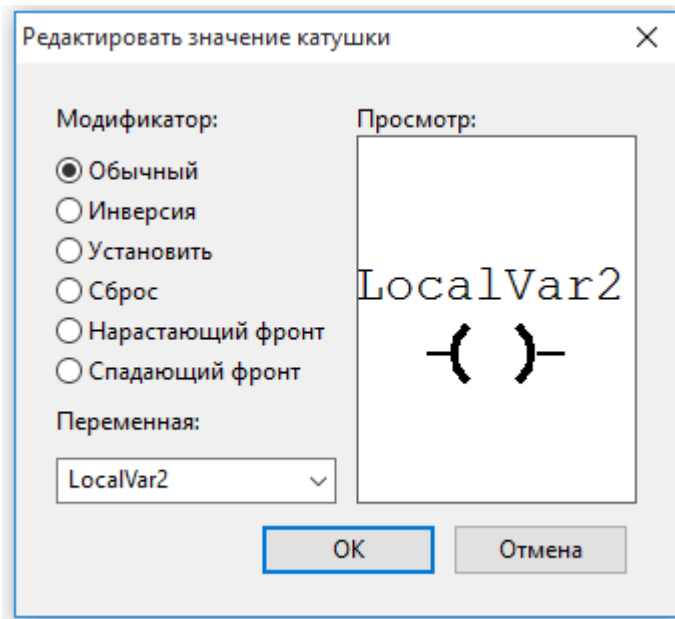 Редактировать значение катушки
Модификатор:
Просмотр:
Обычный
Инверсия
Установить
Сброс
Нарастающий фронт
Спадающий фронт
LocalVar2
Переменная:
LocalVar2
OK
Отмена